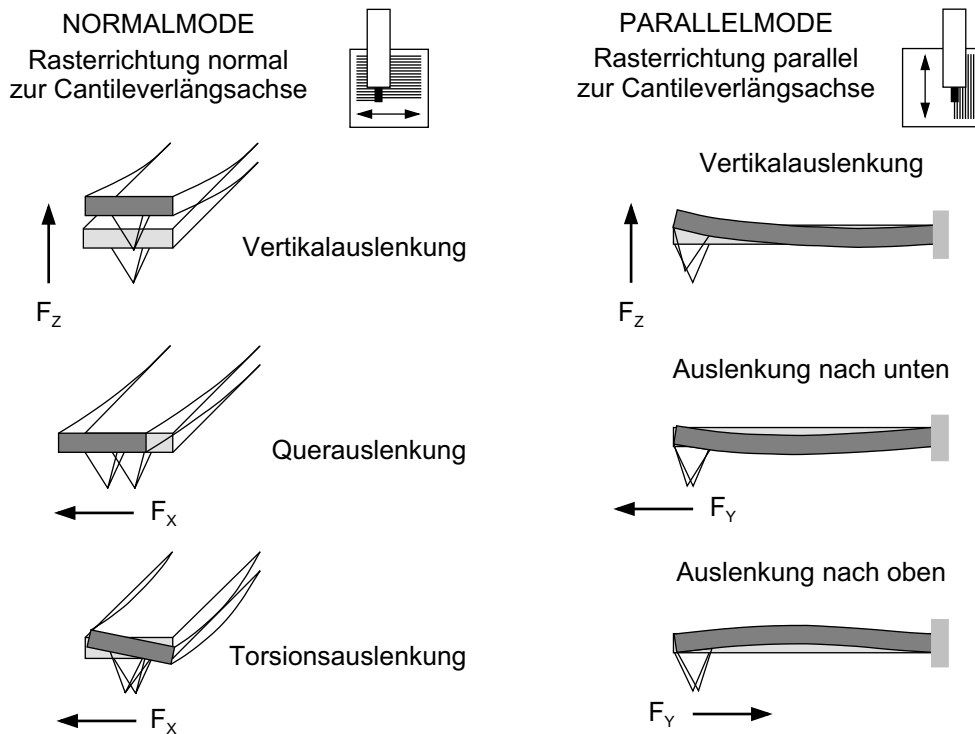 NORMALMODE
Rasterrichtung normal
zur Cantileverlängsachse
Vertikalauslenkung
F_Z
Querauslenkung
F_X
Torsionsauslenkung
F_X
PARALLELMODE
Rasterrichtung parallel
zur Cantileverlängsachse
Vertikalauslenkung
F_Z
Auslenkung nach unten
F_Y
Auslenkung nach oben
F_Y